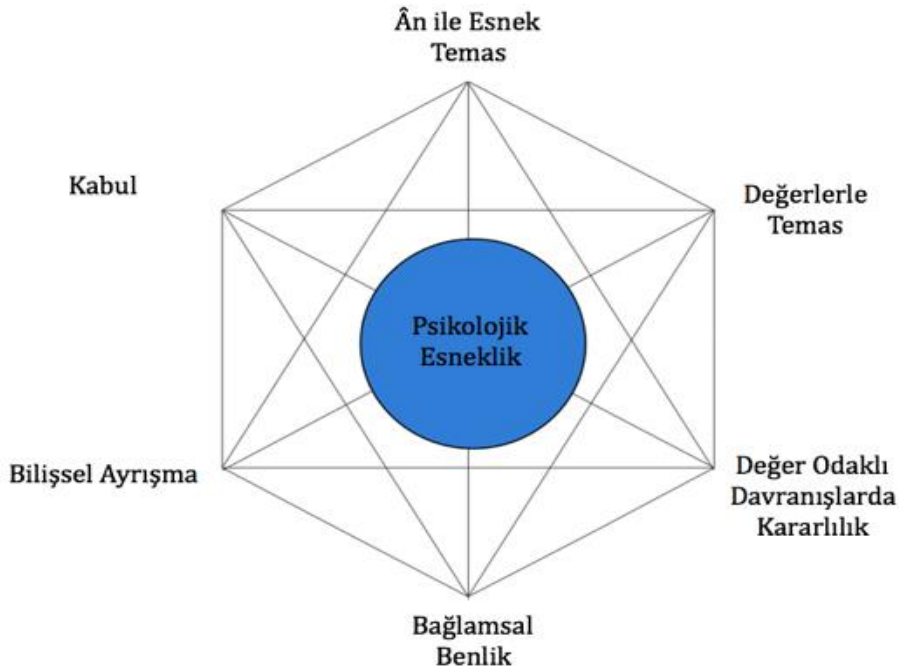 Ân ile Esnek
Temas
Kabul
Değerlerle
Temas
Psikolojik
Esneklik
Bilişsel Ayrışma
Değer Odaklı
Davranışlarda
Kararlılık
Bağlamsal
Benlik